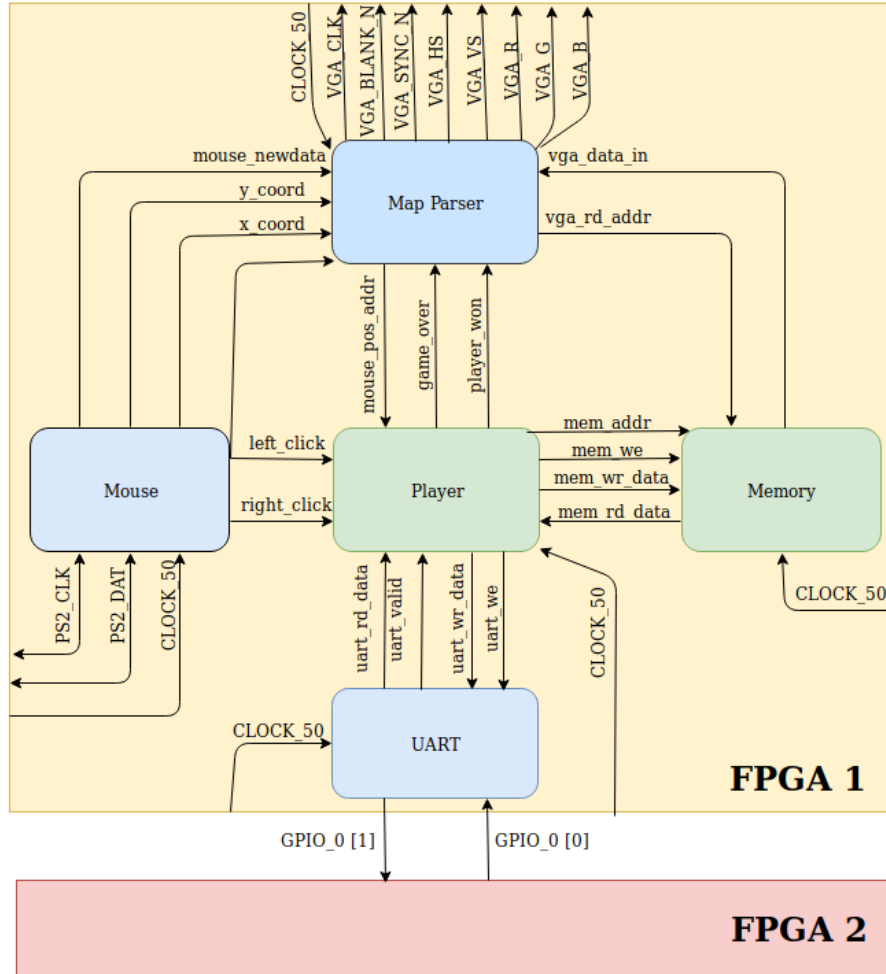 CLOCK_50
VGA_CLK
VGA_BLANK_N
VGA_SYNC_N
VGA_HS
VGA_VS
VGA_R
VGA_G
VGA_B
mouse_newdata
vga_data_in
y_coord
Map Parser
x_coord
vga_rd_addr
mouse_pos_addr
game_over
player_won
mem_addr
left_click
mem_we
mem_wr_data
Mouse
Player
Memory
right_click
mem_rd_data
PS2_CLK
PS2_DAT
CLOCK_50
uart_rd_data
uart_valid
uart_wr_data
uart_we
CLOCK_50
CLOCK_50
CLOCK_50
UART
FPGA 1
GPIO_0 [1]
GPIO_0 [0]
FPGA 2